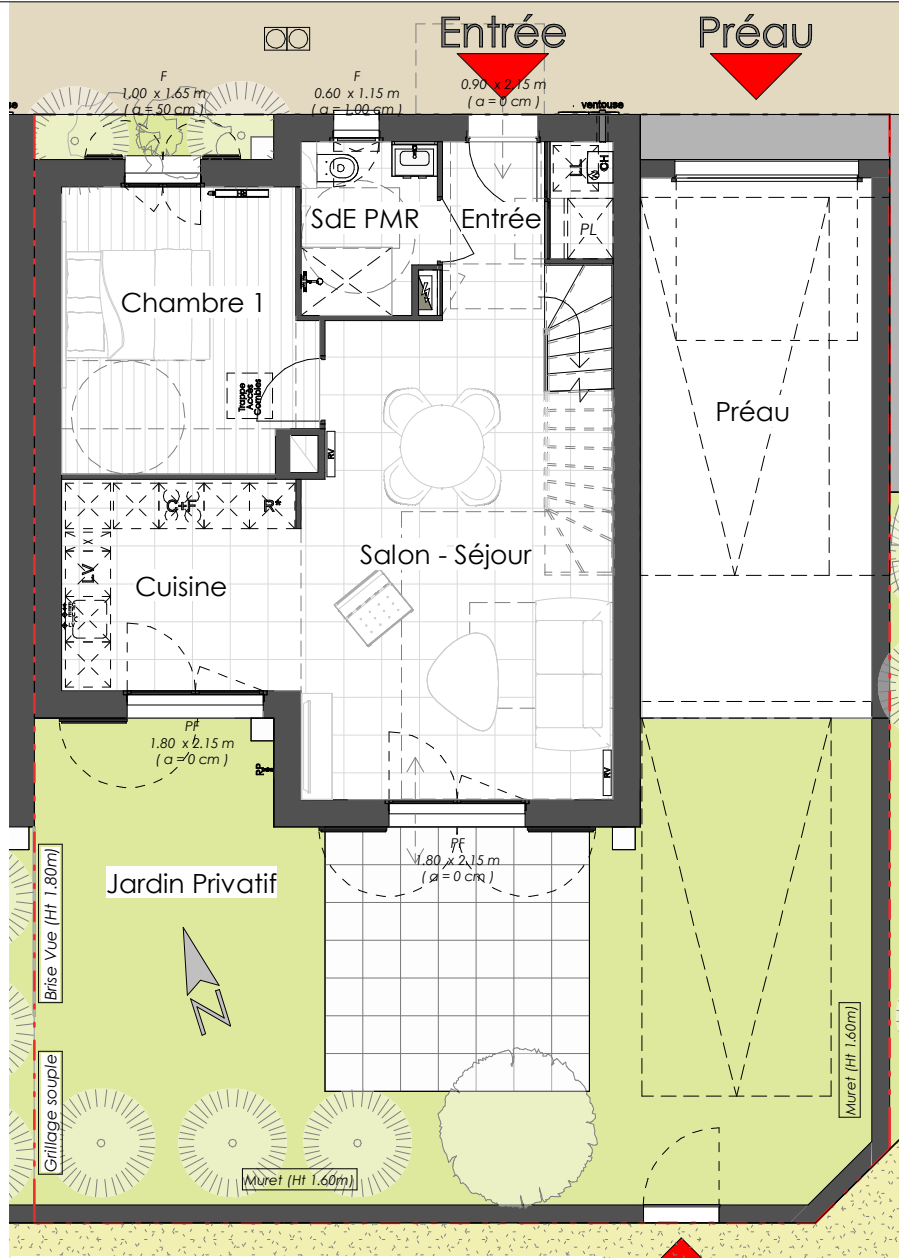 Entrée
Préau
F
1.00 x 1.65 m
( a = 50 cm )
F
0.60 x 1.15 m
( a = 1.00 cm )
0.90 x 2.15 m
( a = 0 cm )
ventouse
LL
CH
SdE PMR
Entrée
PL
Chambre 1
Trappe
Accès
Combles
Préau
RV
C+F
R*
Salon - Séjour
LV
Cuisine
PF
1.80 x 2.15 m
( a = 0 cm )
RP
RV
PF
1.80 x 2.15 m
( a = 0 cm )
Jardin Privatif
Brise Vue (Ht 1.80m)
N
Muret (Ht 1.60m)
Grillage souple
Muret (Ht 1.60m)